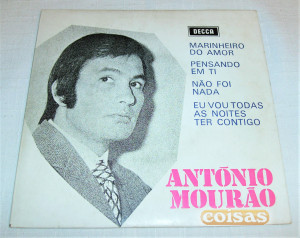 DECCA
MARINHEIRO
DO AMOR
PENSANDO
EM TI
NÃO FOI
NADA
EU VOU TODAS
AS NOITES
TER CONTIGO
ANTÓNIO
MOURÃO
coisas